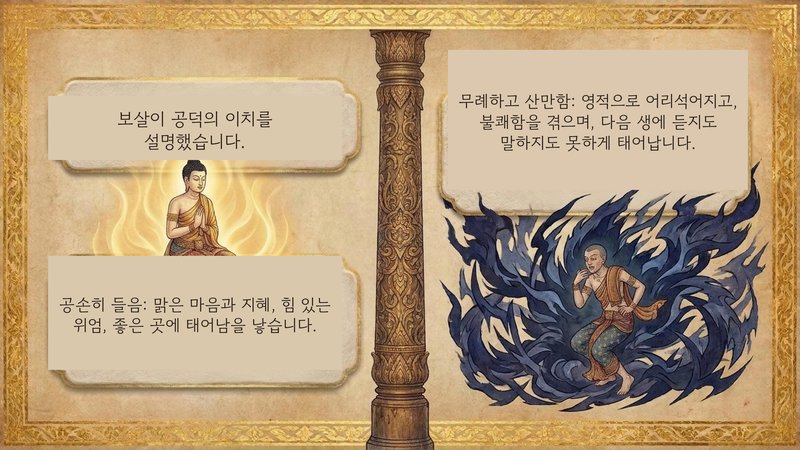 보살이 공덕의 이치를
설명했습니다.
공손히 들음: 맑은 마음과 지혜, 힘 있는
위엄, 좋은 곳에 태어남을 낳습니다.
무례하고 산만함: 영적으로 어리석어지고,
불쾌함을 겪으며, 다음 생에 듣지도
말하지도 못하게 태어납니다.